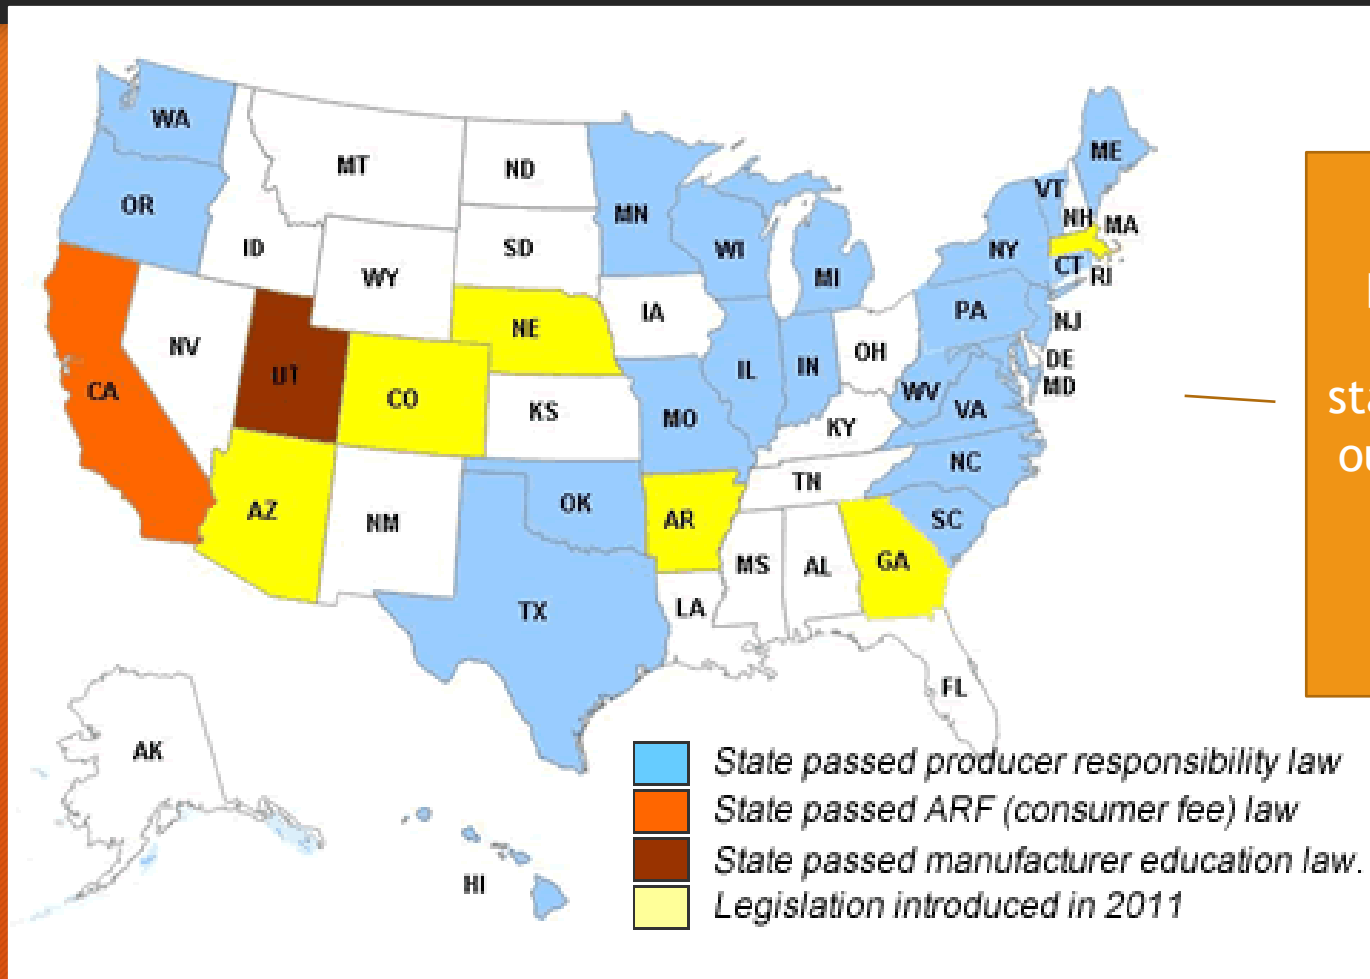 WA
MT
ND
ME
OR
MN
VT
ID
SD
WI
NY
NH
MA
WY
MI
CT
RI
NV
NE
IA
PA
NJ
UT
CO
IL
IN
OH
DE
CA
KS
MO
WV
MD
KY
VA
AZ
NM
OK
AR
TN
NC
SC
TX
MS
AL
GA
LA
FL
AK
HI
State passed producer responsibility law
State passed ARF (consumer fee) law
State passed manufacturer education law.
Legislation introduced in 2011